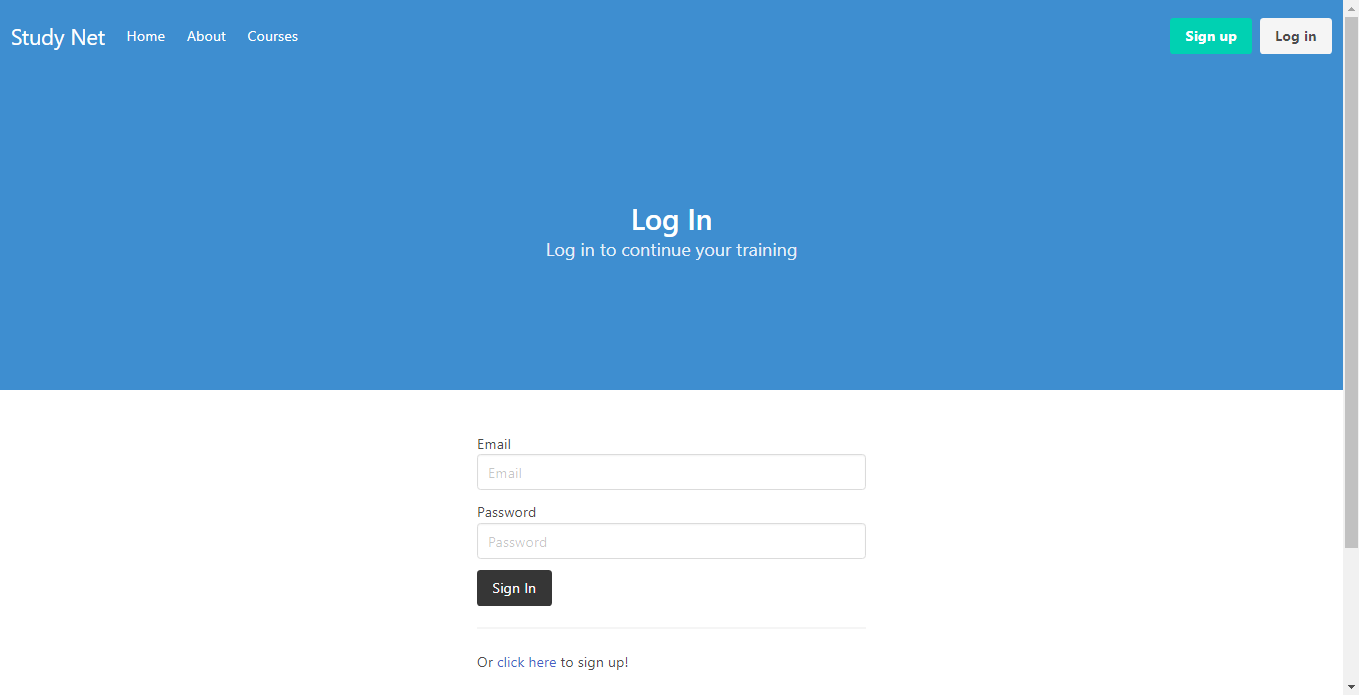 Study Net Home About Courses Sign up Log in
Log In
Log in to continue your training
Email
Email
Password
Password
Sign In
Or click here to sign up!